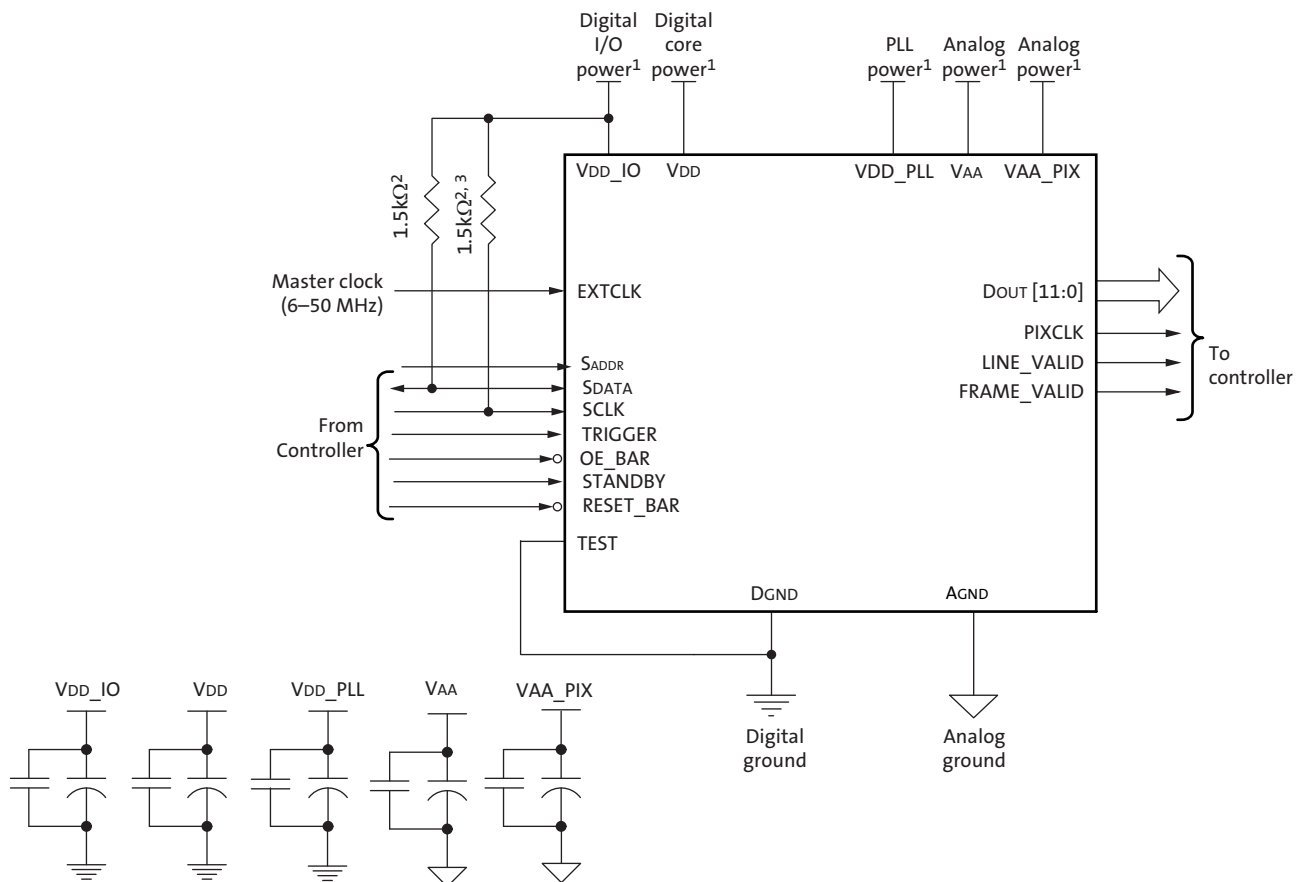 Digital
I/O
power1
Digital
core
power1
PLL
power1
Analog
power1
Analog
power1
VDD_IO
VDD
VDD_PLL
VAA
VAA_PIX
1.5kΩ2
1.5kΩ2, 3
Master clock
(6–50 MHz)
EXTCLK
DOUT [11:0]
PIXCLK
LINE_VALID
FRAME_VALID
To
controller
SADDR
SDATA
SCLK
TRIGGER
OE_BAR
STANDBY
RESET_BAR
TEST
From
Controller
DGND
AGND
Digital
ground
Analog
ground
VDD_IO
VDD
VDD_PLL
VAA
VAA_PIX